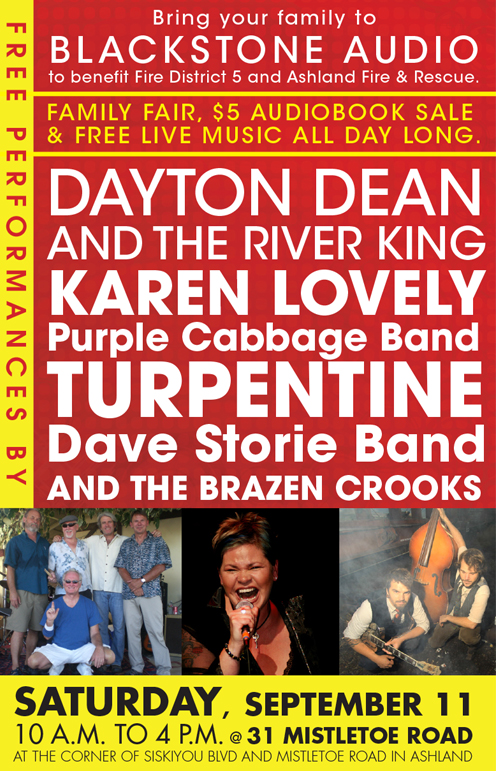 FREE PERFORMANCES BY
Bring your family to
BLACKSTONE AUDIO
to benefit Fire District 5 and Ashland Fire & Rescue.
FAMILY FAIR, $5 AUDIOBOOK SALE
& FREE LIVE MUSIC ALL DAY LONG.
DAYTON DEAN
AND THE RIVER KING
KAREN LOVELY
Purple Cabbage Band
TURPENTINE
Dave Storie Band
AND THE BRAZEN CROOKS
SATURDAY, SEPTEMBER 11
10 A.M. TO 4 P.M. @ 31 MISTLETOE ROAD
AT THE CORNER OF SISKIYOU BLVD AND MISTLETOE ROAD IN ASHLAND